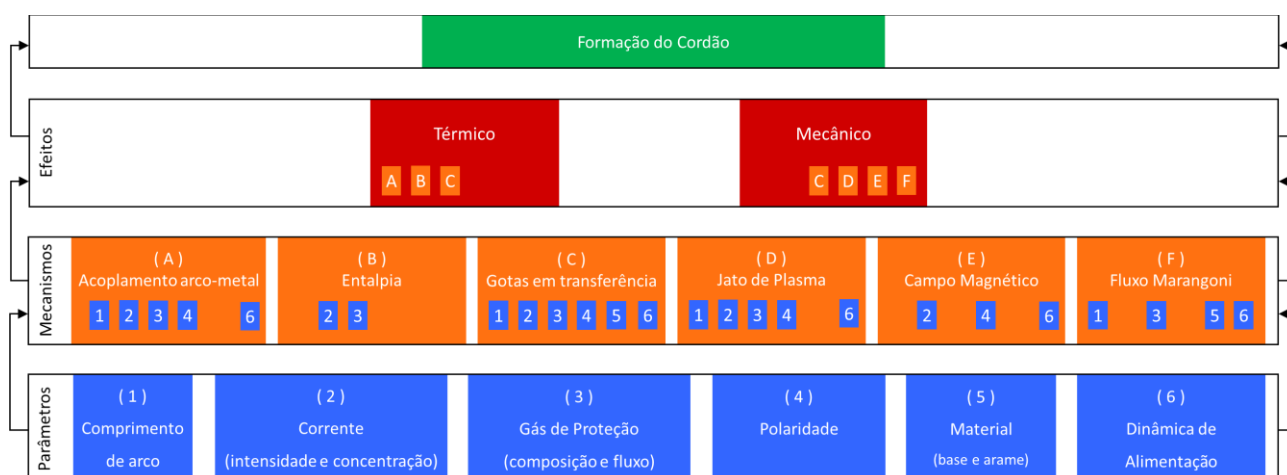 Formação do Cordão
Efeitos
Térmico
A B C
Mecânico
C D E F
Mecanismos
( A )
Acoplamento arco-metal
1 2 3 4 6
( B )
Entalpia
2 3
( C )
Gotas em transferência
1 2 3 4 5 6
( D )
Jato de Plasma
1 2 3 4 6
( E )
Campo Magnético
2 4 6
( F )
Fluxo Marangoni
1 3 5 6
Parâmetros
( 1 )
Comprimento
de arco
( 2 )
Corrente
(intensidade e concentração)
( 3 )
Gás de Proteção
(composição e fluxo)
( 4 )
Polaridade
( 5 )
Material
(base e arame)
( 6 )
Dinâmica de
Alimentação